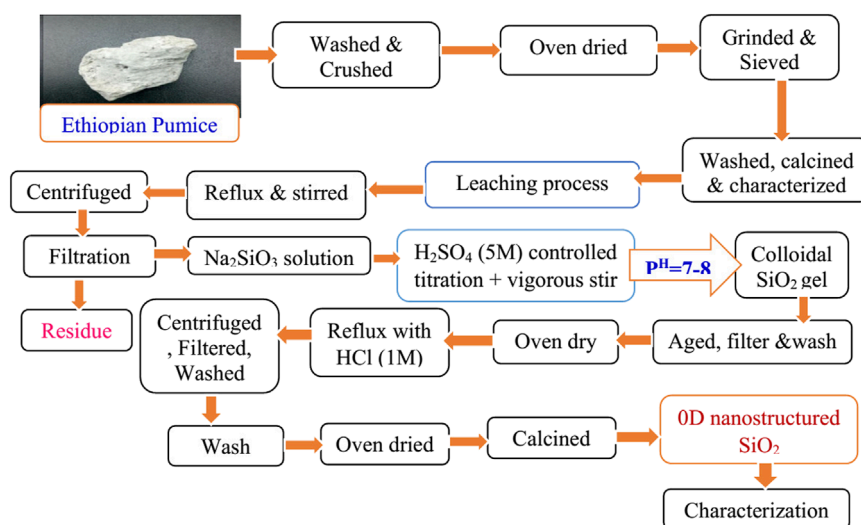 Ethiopian Pumice
Washed &
Crushed
Oven dried
Grinded &
Sieved
Washed, calcined
& characterized
Leaching process
Reflux & stirred
Centrifuged
Filtration
Residue
Na₂SiO₃ solution
H₂SO₄ (5M) controlled
titration + vigorous stir
Pᴴ=7-8
Colloidal
SiO₂ gel
Aged, filter &wash
Oven dry
Reflux with
HCl (1M)
Centrifuged
, Filtered,
Washed
Wash
Oven dried
Calcined
0D nanostructured
SiO₂
Characterization